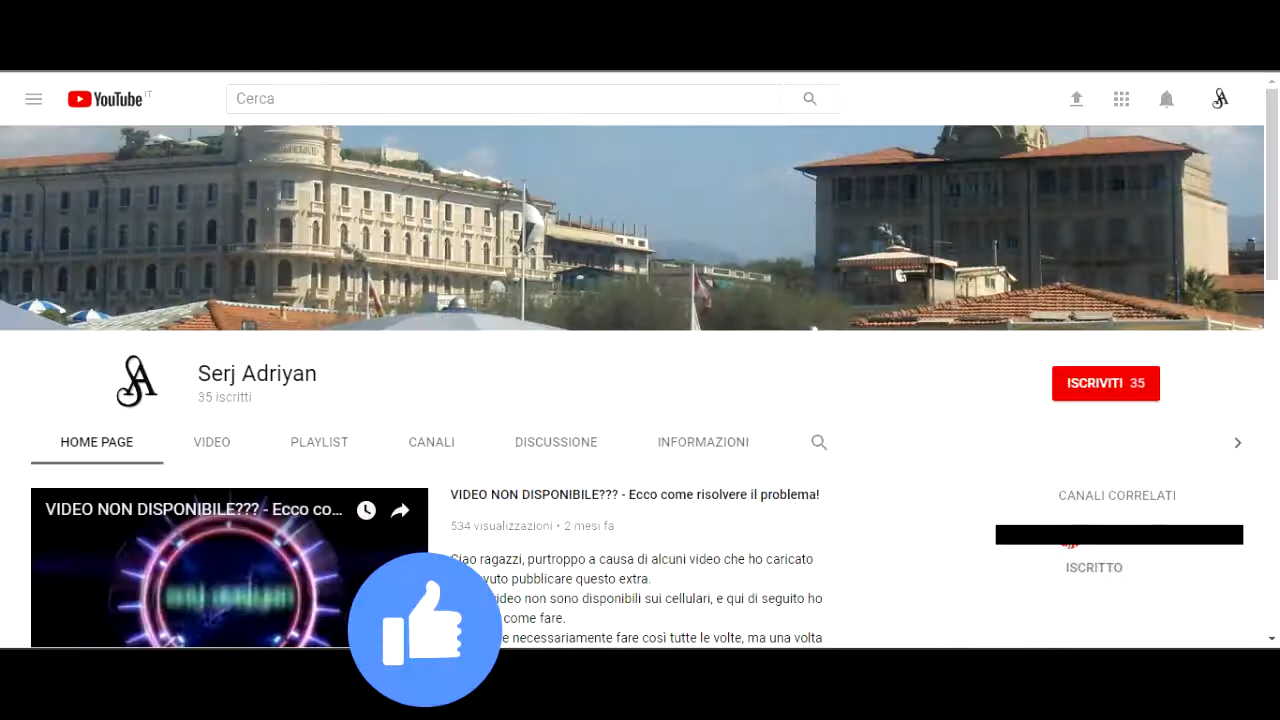 YouTube IT
Cerca
Serj Adriyan
35 iscritti
ISCRIVITI 35
HOME PAGE
VIDEO
PLAYLIST
CANALI
DISCUSSIONE
INFORMAZIONI
VIDEO NON DISPONIBILE??? - Ecco co...
VIDEO NON DISPONIBILE??? - Ecco come risolvere il problema!
534 visualizzazioni • 2 mesi fa
Ciao ragazzi, purtroppo a causa di alcuni video che ho caricato
pubblicare questo extra.
non sono disponibili sui cellulari, e qui di seguito ho
come fare.
necessariamente fare così tutte le volte, ma una volta
CANALI CORRELATI
ISCRITTO